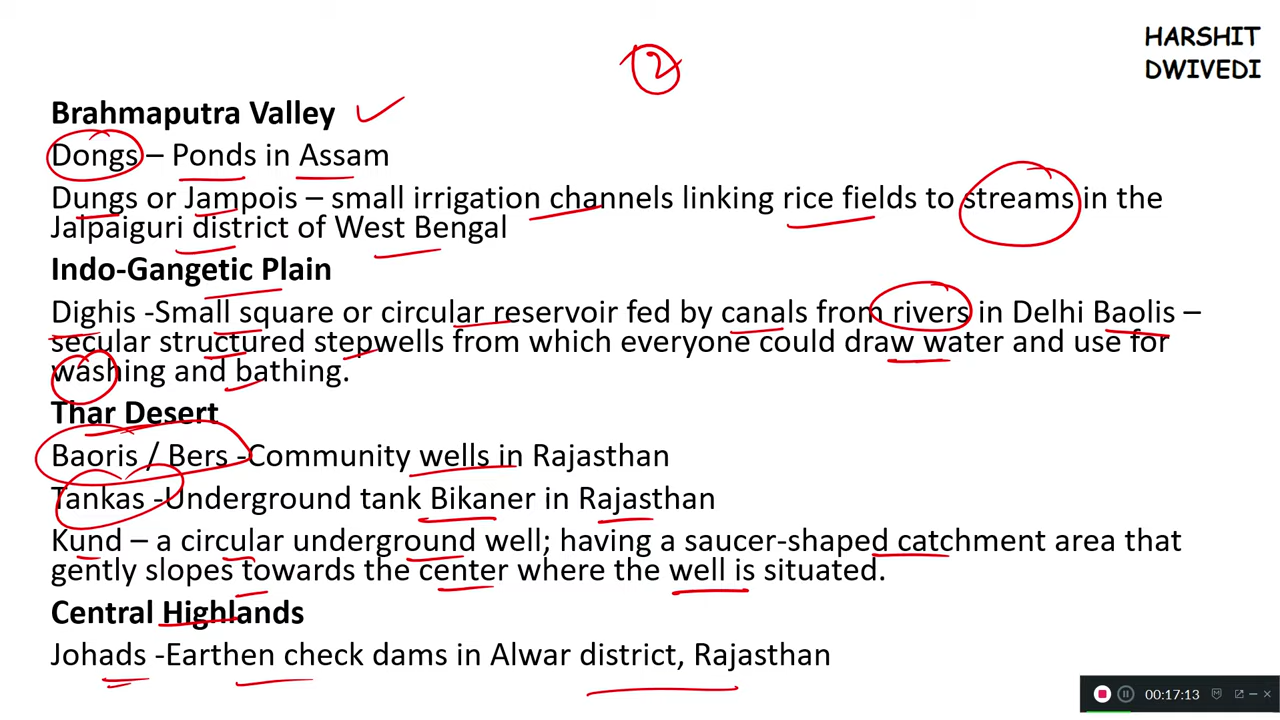 HARSHIT
DWIVEDI
2
Brahmaputra Valley
Dongs – Ponds in Assam
Dungs or Jampois – small irrigation channels linking rice fields to streams in the
Jalpaiguri district of West Bengal
Indo-Gangetic Plain
Dighis -Small square or circular reservoir fed by canals from rivers in Delhi Baolis –
secular structured stepwells from which everyone could draw water and use for
washing and bathing.
Thar Desert
Baoris / Bers -Community wells in Rajasthan
Tankas -Underground tank Bikaner in Rajasthan
Kund – a circular underground well; having a saucer-shaped catchment area that
gently slopes towards the center where the well is situated.
Central Highlands
Johads -Earthen check dams in Alwar district, Rajasthan
00:17:13